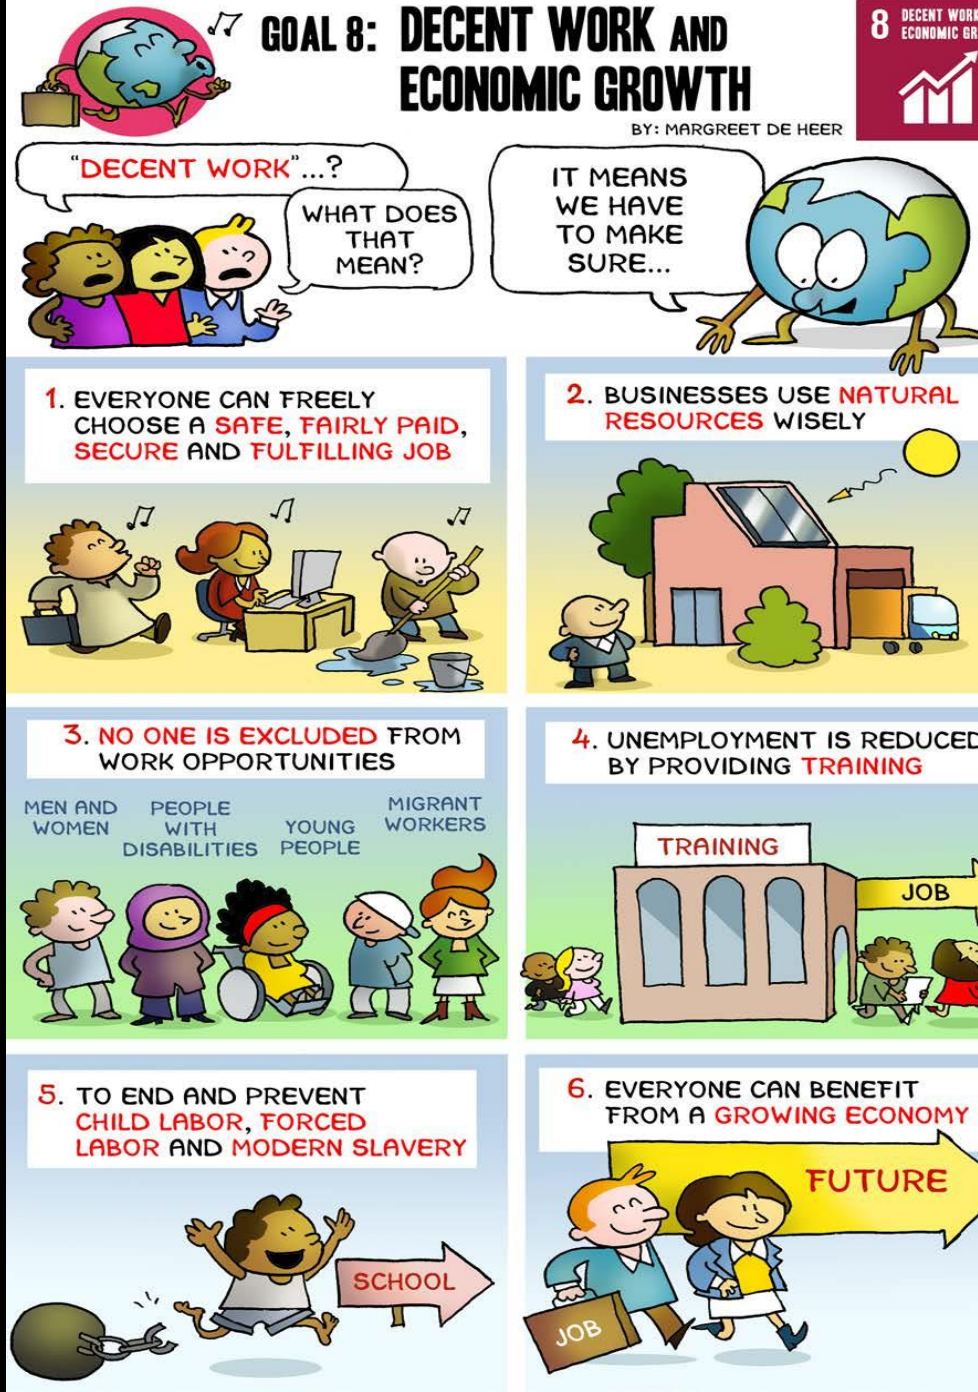 GOAL 8: DECENT WORK AND
ECONOMIC GROWTH
BY: MARGREET DE HEER
8 DECENT WORK
ECONOMIC GR
"DECENT WORK"...?
WHAT DOES
THAT
MEAN?
IT MEANS
WE HAVE
TO MAKE
SURE...
1. EVERYONE CAN FREELY
CHOOSE A SAFE, FAIRLY PAID,
SECURE AND FULFILLING JOB
2. BUSINESSES USE NATURAL
RESOURCES WISELY
3. NO ONE IS EXCLUDED FROM
WORK OPPORTUNITIES
MEN AND
WOMEN
PEOPLE
WITH
DISABILITIES
YOUNG
PEOPLE
MIGRANT
WORKERS
4. UNEMPLOYMENT IS REDUCED
BY PROVIDING TRAINING
TRAINING
JOB
5. TO END AND PREVENT
CHILD LABOR, FORCED
LABOR AND MODERN SLAVERY
SCHOOL
6. EVERYONE CAN BENEFIT
FROM A GROWING ECONOMY
FUTURE
JOB